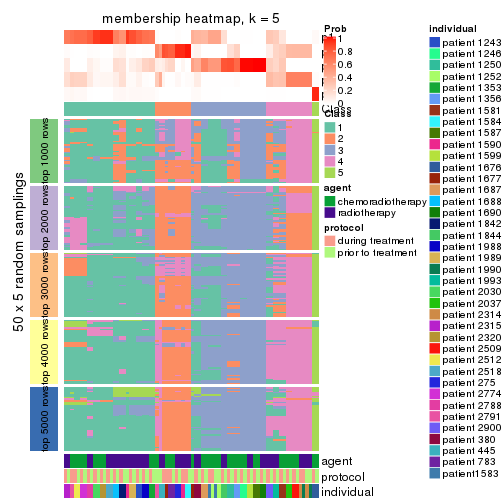 membership heatmap, k = 5
50 x 5 random samplings
top 1000 rows
top 2000 rows
top 3000 rows
top 4000 rows
top 5000 rows
agent
protocol
individual
Prob
1
0.8
0.6
0.4
0.2
0
Class
Class
1
2
3
4
5
agent
chemoradiotherapy
radiotherapy
protocol
during treatment
prior to treatment
individual
patient 1243
patient 1246
patient 1250
patient 1252
patient 1353
patient 1356
patient 1581
patient 1584
patient 1587
patient 1590
patient 1599
patient 1676
patient 1677
patient 1687
patient 1688
patient 1690
patient 1842
patient 1844
patient 1988
patient 1989
patient 1990
patient 1993
patient 2030
patient 2037
patient 2314
patient 2315
patient 2320
patient 2509
patient 2512
patient 2518
patient 275
patient 2774
patient 2788
patient 2791
patient 2900
patient 380
patient 445
patient 783
patient1583